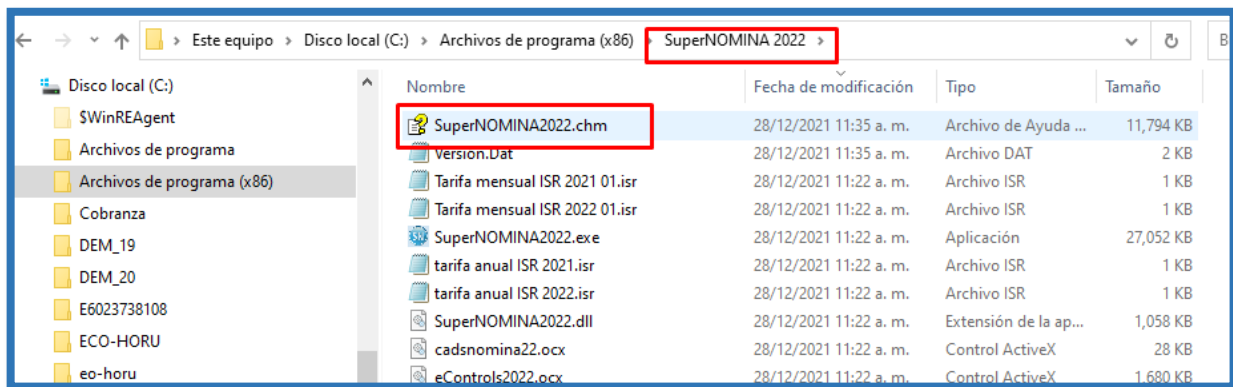 Este equipo > Disco local (C:) > Archivos de programa (x86) > SuperNOMINA 2022 >
Disco local (C:)
Nombre Fecha de modificación Tipo Tamaño
$WinREAgent
SuperNOMINA2022.chm 28/12/2021 11:35 a. m. Archivo de Ayuda ... 11,794 KB
Archivos de programa
Version.Dat 28/12/2021 11:35 a. m. Archivo DAT 2 KB
Archivos de programa (x86)
Tarifa mensual ISR 2021 01.isr 28/12/2021 11:22 a. m. Archivo ISR 1 KB
Cobranza
Tarifa mensual ISR 2022 01.isr 28/12/2021 11:22 a. m. Archivo ISR 1 KB
DEM_19
SuperNOMINA2022.exe 28/12/2021 11:22 a. m. Aplicación 27,052 KB
DEM_20
tarifa anual ISR 2021.isr 28/12/2021 11:22 a. m. Archivo ISR 1 KB
E6023738108
tarifa anual ISR 2022.isr 28/12/2021 11:22 a. m. Archivo ISR 1 KB
ECO-HORU
SuperNOMINA2022.dll 28/12/2021 11:22 a. m. Extensión de la ap... 1,058 KB
cadsnomina22.ocx 28/12/2021 11:22 a. m. Control ActiveX 28 KB
eo-horu
eControls2022.ocx 28/12/2021 11:22 a. m. Control ActiveX 1,680 KB